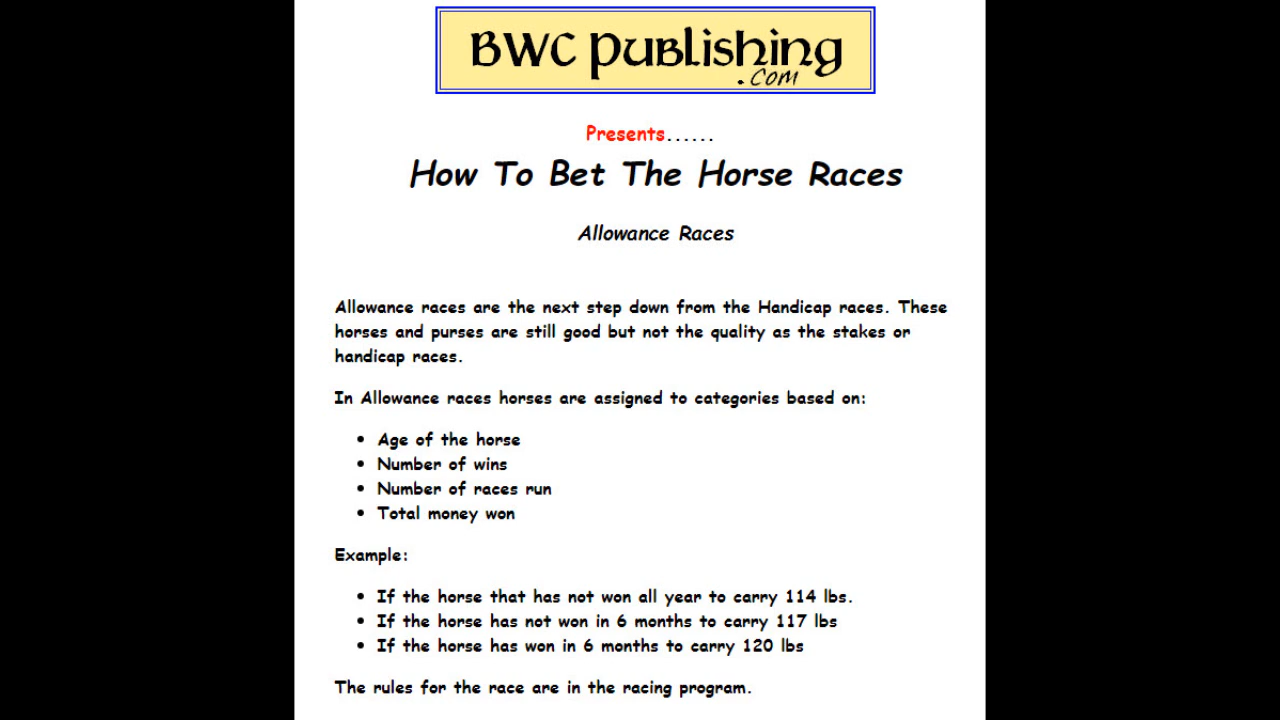 BWC Publishing
.com
Presents......
How To Bet The Horse Races
Allowance Races
Allowance races are the next step down from the Handicap races. These
horses and purses are still good but not the quality as the stakes or
handicap races.
In Allowance races horses are assigned to categories based on:
• Age of the horse
• Number of wins
• Number of races run
• Total money won
Example:
• If the horse that has not won all year to carry 114 lbs.
• If the horse has not won in 6 months to carry 117 lbs
• If the horse has won in 6 months to carry 120 lbs
The rules for the race are in the racing program.